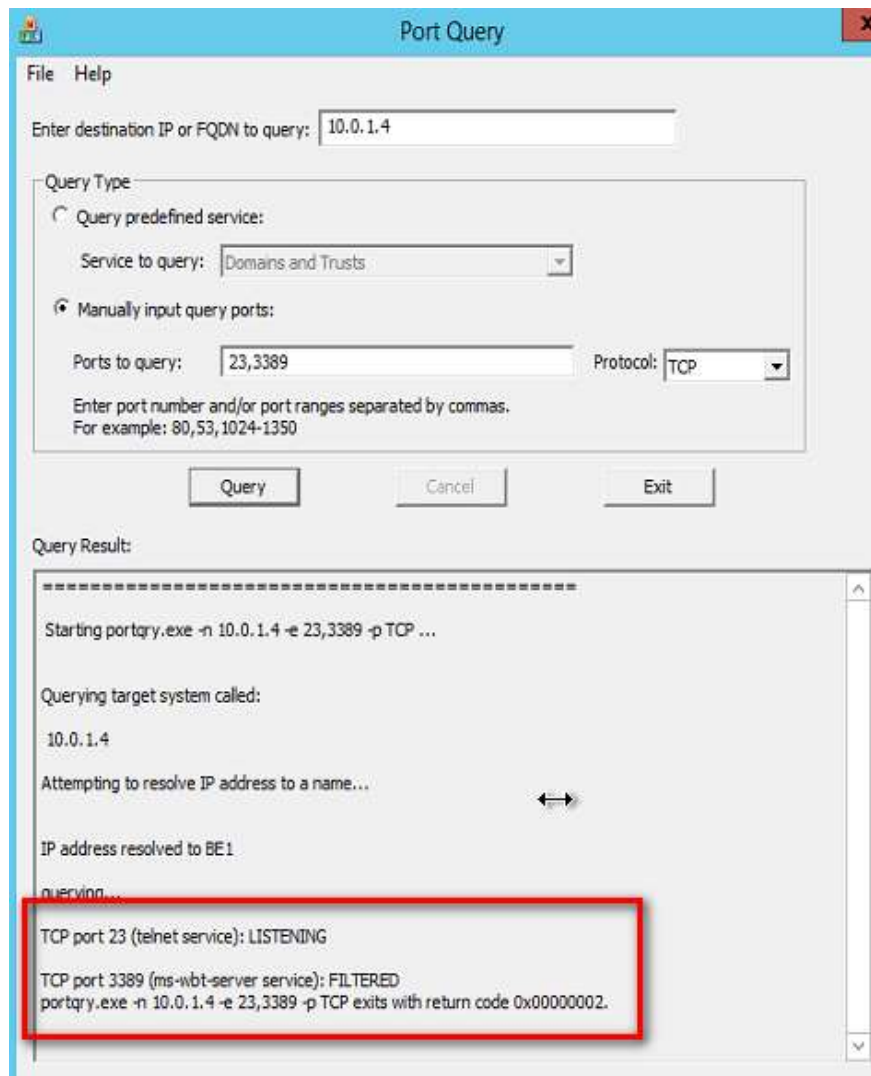 Port Query
X
File Help
Enter destination IP or FQDN to query: 10.0.1.4
Query Type
Query predefined service:
Service to query: Domains and Trusts
Manually input query ports:
Ports to query: 23,3389 Protocol: TCP
Enter port number and/or port ranges separated by commas.
For example: 80,53,1024-1350
Query Cancel Exit
Query Result:
=============================================
Starting portqry.exe -n 10.0.1.4 -e 23,3389 -p TCP ...
Querying target system called:
10.0.1.4
Attempting to resolve IP address to a name...
IP address resolved to BE1
querying...
TCP port 23 (telnet service): LISTENING
TCP port 3389 (ms-wbt-server service): FILTERED
portqry.exe -n 10.0.1.4 -e 23,3389 -p TCP exits with return code 0x00000002.